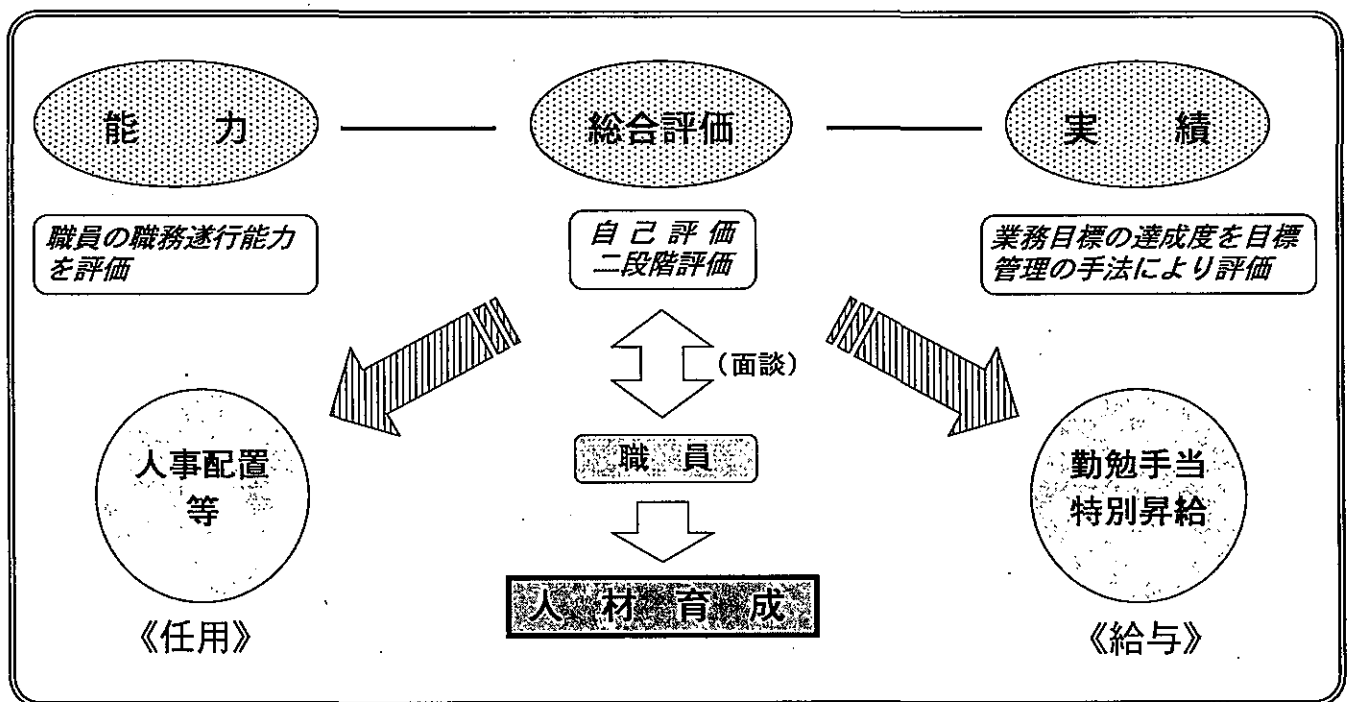 能力
総合評価
実績
職員の職務遂行能力
を評価
自己評価
二段階評価
業務目標の達成度を目標
管理の手法により評価
(面談)
職員
人事配置
等
勤勉手当
特別昇給
人材育成
《任用》
《給与》